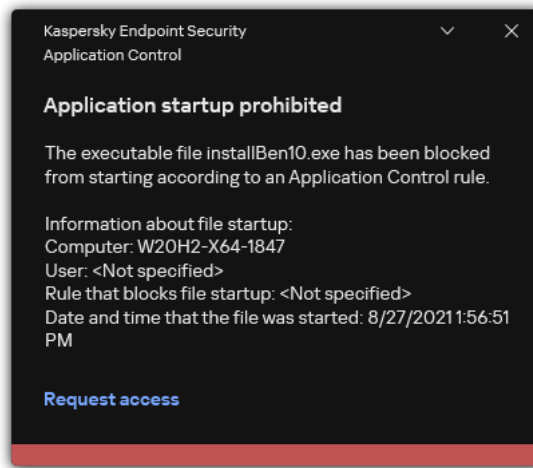 Kaspersky Endpoint Security
Application Control
Application startup prohibited
The executable file installBen10.exe has been blocked
from starting according to an Application Control rule.
Information about file startup:
Computer: W20H2-X64-1847
User: <Not specified>
Rule that blocks file startup: <Not specified>
Date and time that the file was started: 8/27/2021 1:56:51
PM
Request access